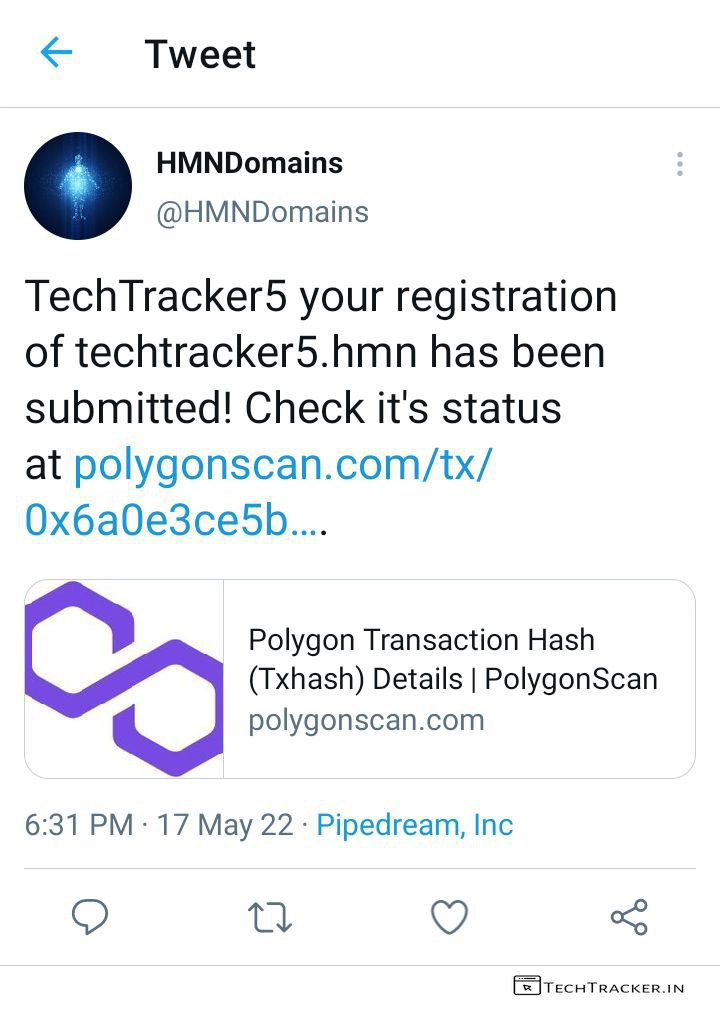 Tweet
HMNDomains
@HMNDomains
TechTracker5 your registration
of techtracker5.hmn has been
submitted! Check it's status
at polygonscan.com/tx/
0x6a0e3ce5b….
Polygon Transaction Hash
(Txhash) Details | PolygonScan
polygonscan.com
6:31 PM · 17 May 22 · Pipedream, Inc
TECHTRACKER.IN